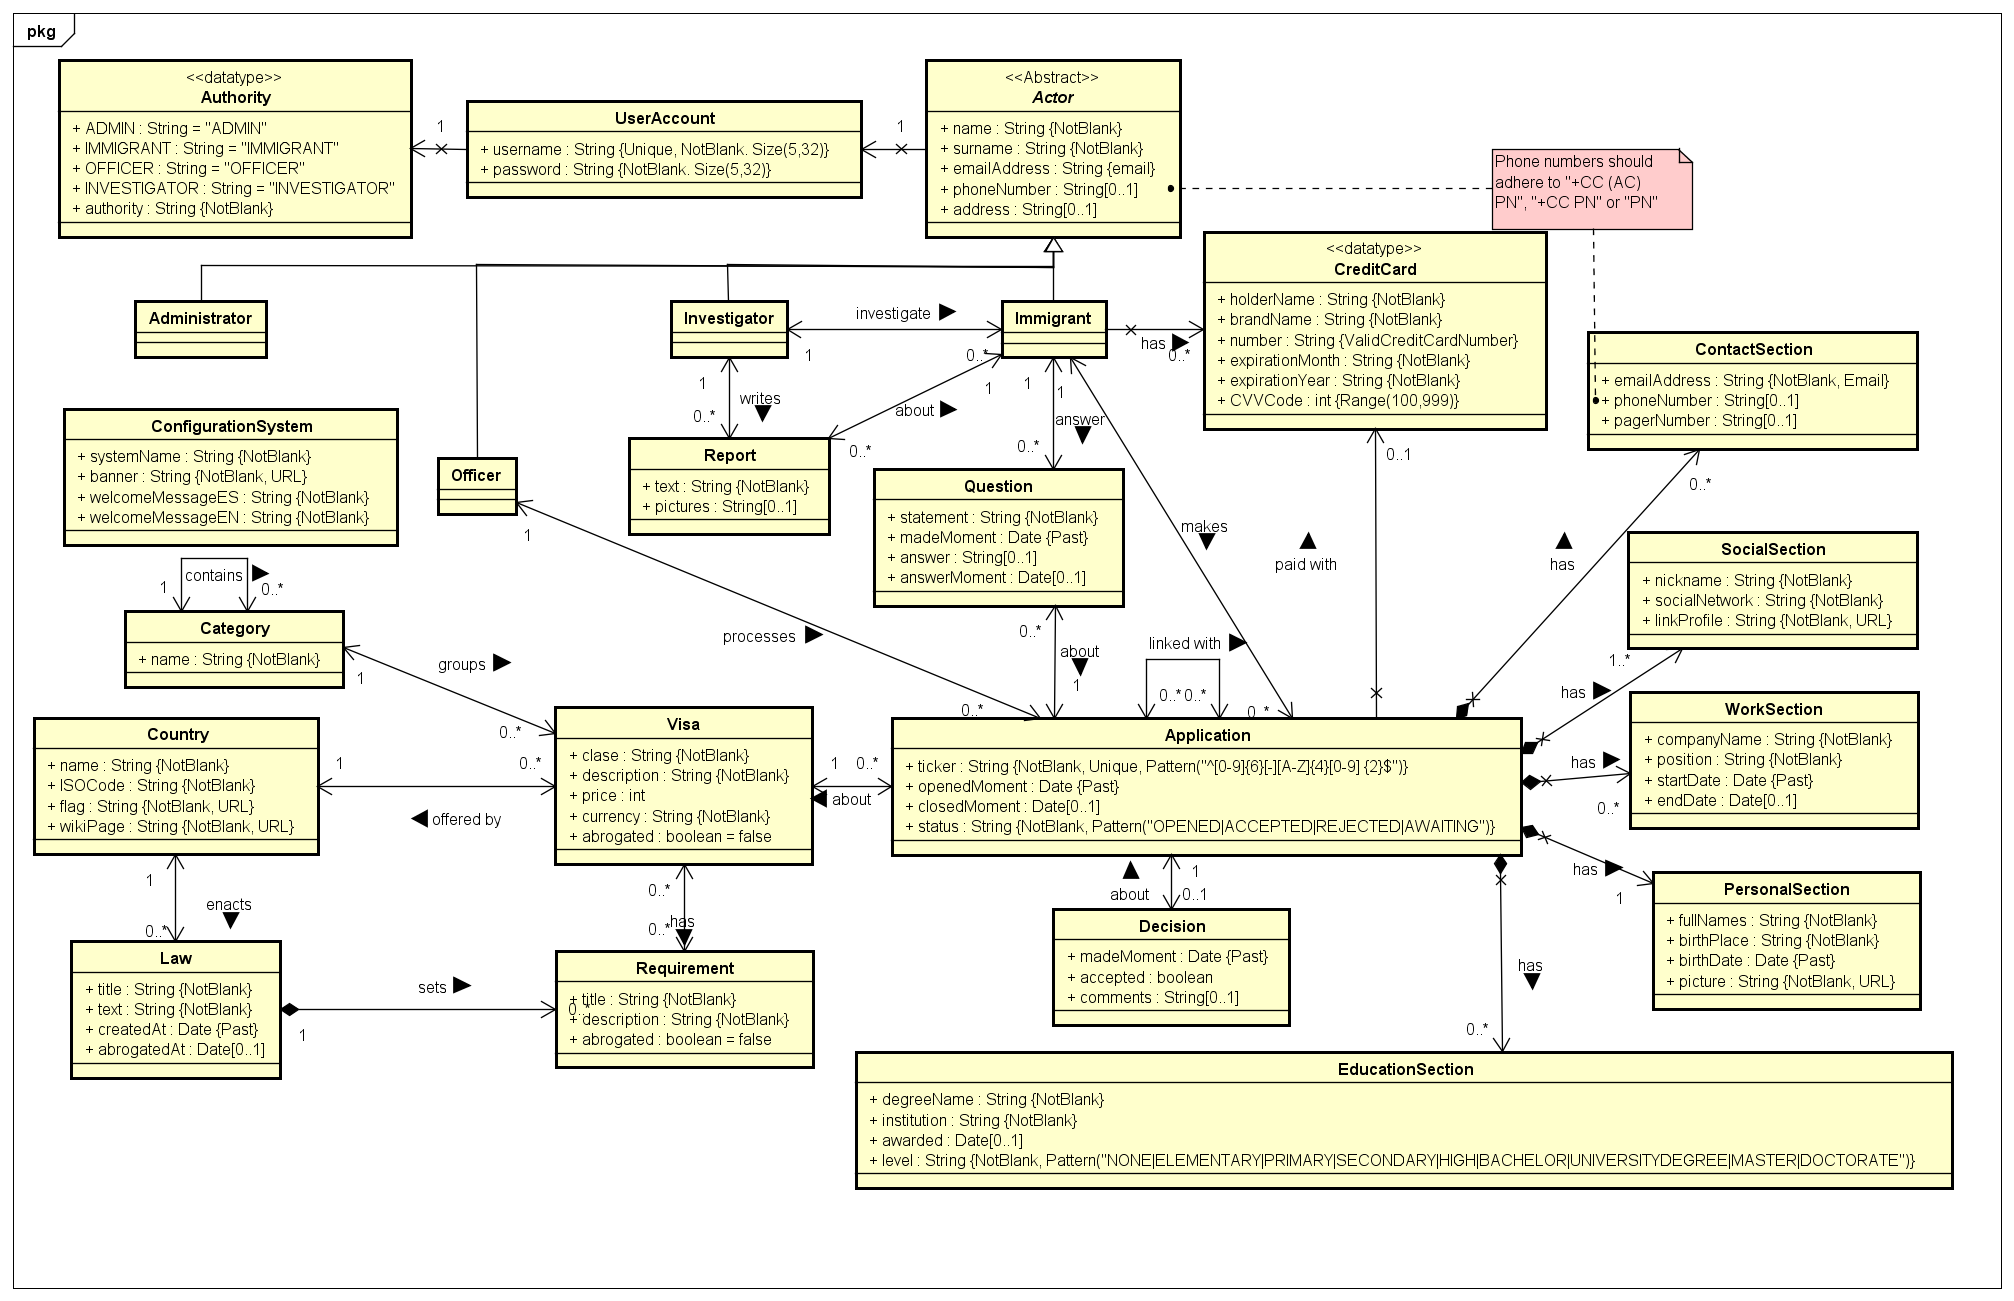 pkg
<<datatype>>
Authority
+ ADMIN : String = "ADMIN"
+ IMMIGRANT : String = "IMMIGRANT"
+ OFFICER : String = "OFFICER"
+ INVESTIGATOR : String = "INVESTIGATOR"
+ authority : String {NotBlank}
1
UserAccount
+ username : String {Unique, NotBlank. Size(5,32)}
+ password : String {NotBlank. Size(5,32)}
1
<<Abstract>>
Actor
+ name : String {NotBlank}
+ surname : String {NotBlank}
+ emailAddress : String {email}
+ phoneNumber : String[0..1]
+ address : String[0..1]
Phone numbers should
adhere to "+CC (AC)
PN", "+CC PN" or "PN"
Administrator
Investigator
investigate
1
0..*
Immigrant
has
0..*
<<datatype>>
CreditCard
+ holderName : String {NotBlank}
+ brandName : String {NotBlank}
+ number : String {ValidCreditCardNumber}
+ expirationMonth : String {NotBlank}
+ expirationYear : String {NotBlank}
+ CVVCode : int {Range(100,999)}
0..1
ContactSection
+ emailAddress : String {NotBlank, Email}
+ phoneNumber : String[0..1]
+ pagerNumber : String[0..1]
0..*
has
ConfigurationSystem
+ systemName : String {NotBlank}
+ banner : String {NotBlank, URL}
+ welcomeMessageES : String {NotBlank}
+ welcomeMessageEN : String {NotBlank}
Officer
1
1
writes
0..*
about
1
0..*
Report
+ text : String {NotBlank}
+ pictures : String[0..1]
1
1
answer
0..*
Question
+ statement : String {NotBlank}
+ madeMoment : Date {Past}
+ answer : String[0..1]
+ answerMoment : Date[0..1]
0..*
about
1
makes
0..*
paid with
SocialSection
+ nickname : String {NotBlank}
+ socialNetwork : String {NotBlank}
+ linkProfile : String {NotBlank, URL}
1..*
has
contains
1
0..*
Category
+ name : String {NotBlank}
1
groups
0..*
processes
0..*
linked with
0..*
0..*
Country
+ name : String {NotBlank}
+ ISOCode : String {NotBlank}
+ flag : String {NotBlank, URL}
+ wikiPage : String {NotBlank, URL}
1
0..*
offered by
Visa
+ clase : String {NotBlank}
+ description : String {NotBlank}
+ price : int
+ currency : String {NotBlank}
+ abrogated : boolean = false
1
0..*
about
Application
+ ticker : String {NotBlank, Unique, Pattern("^[0-9]{6}[-][A-Z]{4}[0-9] {2}$")}
+ openedMoment : Date {Past}
+ closedMoment : Date[0..1]
+ status : String {NotBlank, Pattern("OPENED|ACCEPTED|REJECTED|AWAITING")}
WorkSection
+ companyName : String {NotBlank}
+ position : String {NotBlank}
+ startDate : Date {Past}
+ endDate : Date[0..1]
has
0..*
has
1
PersonalSection
+ fullNames : String {NotBlank}
+ birthPlace : String {NotBlank}
+ birthDate : Date {Past}
+ picture : String {NotBlank, URL}
1
enacts
0..*
Law
+ title : String {NotBlank}
+ text : String {NotBlank}
+ createdAt : Date {Past}
+ abrogatedAt : Date[0..1]
1
sets
0..*
0..*
has
0..*
Requirement
+ title : String {NotBlank}
+ description : String {NotBlank}
+ abrogated : boolean = false
about
1
0..1
Decision
+ madeMoment : Date {Past}
+ accepted : boolean
+ comments : String[0..1]
has
0..*
EducationSection
+ degreeName : String {NotBlank}
+ institution : String {NotBlank}
+ awarded : Date[0..1]
+ level : String {NotBlank, Pattern("NONE|ELEMENTARY|PRIMARY|SECONDARY|HIGH|BACHELOR|UNIVERSITYDEGREE|MASTER|DOCTORATE")}